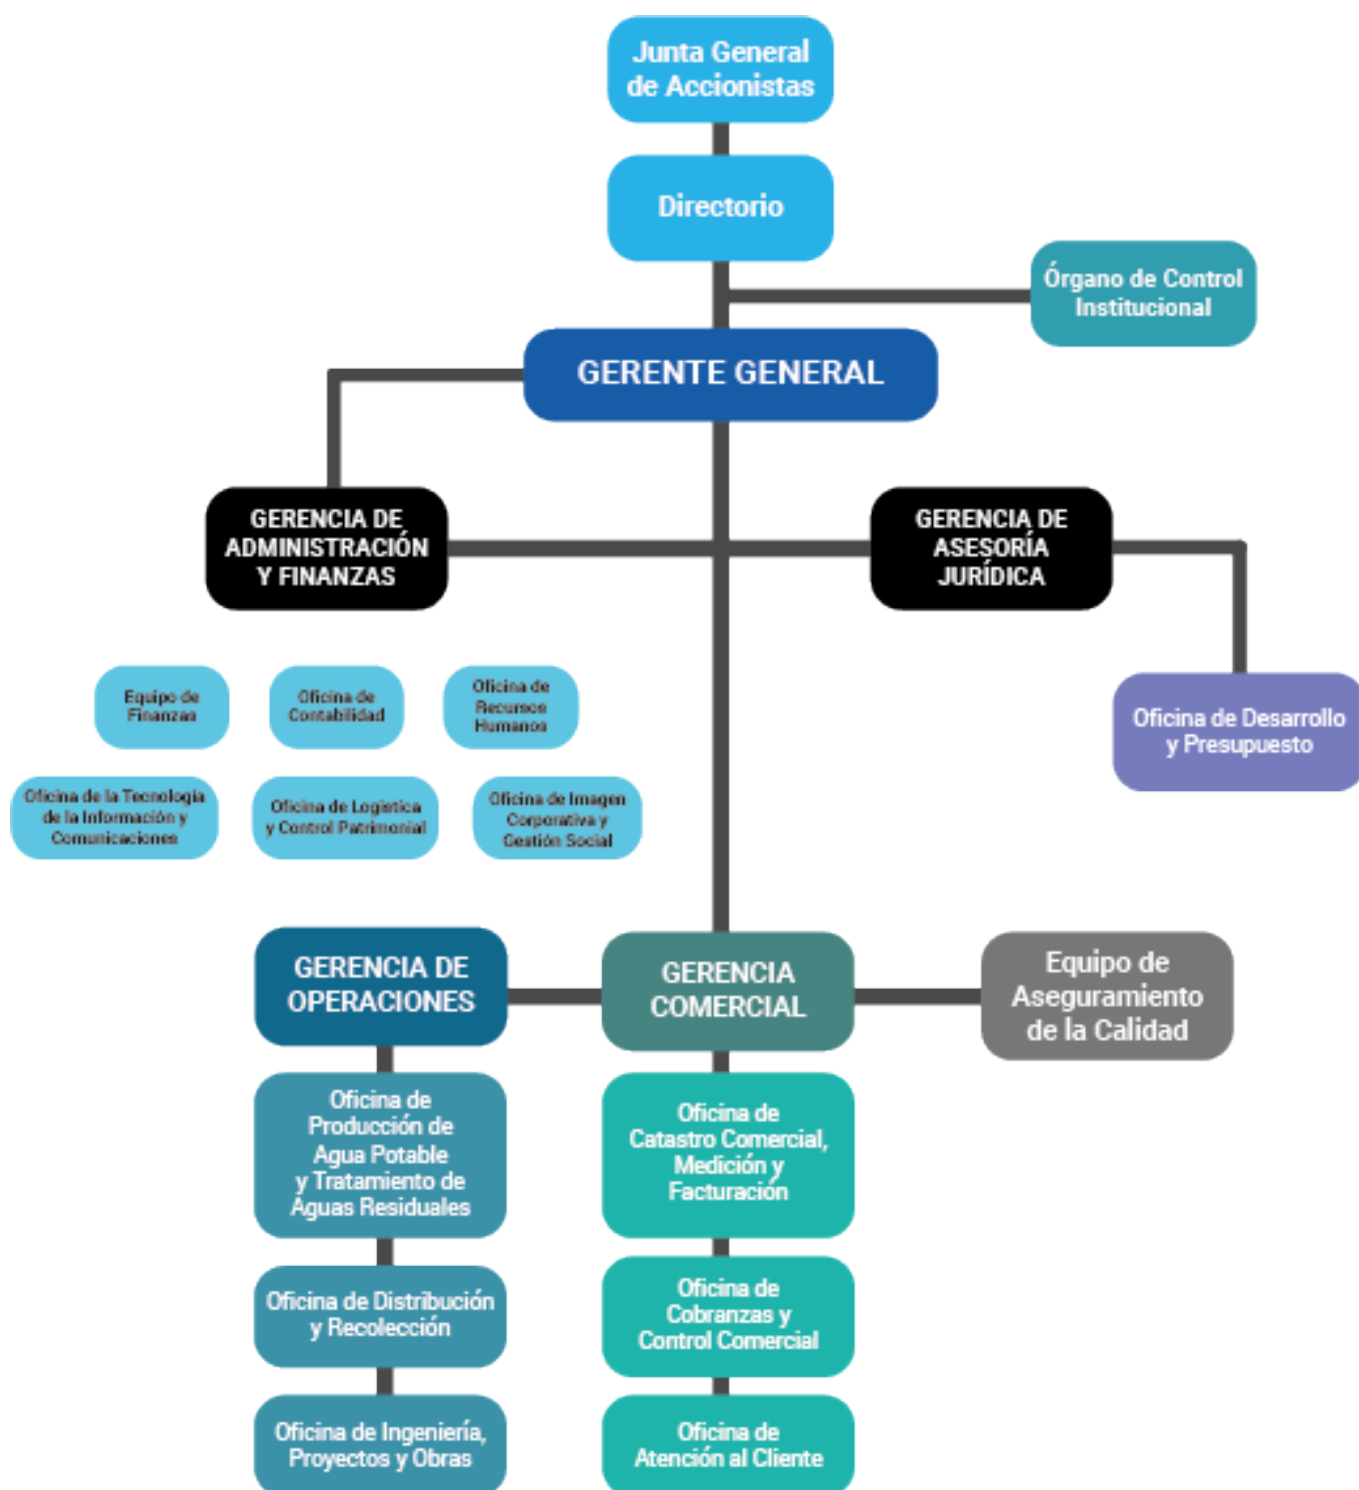 Junta General
de Accionistas
Directorio
Órgano de Control
Institucional
GERENTE GENERAL
GERENCIA DE
ADMINISTRACIÓN
Y FINANZAS
GERENCIA DE
ASESORÍA
JURÍDICA
Equipo de
Finanzas
Oficina de
Contabilidad
Oficina de
Recursos
Humanos
Oficina de Desarrollo
y Presupuesto
Oficina de la Tecnología
de la Información y
Comunicaciones
Oficina de Logística
y Control Patrimonial
Oficina de Imagen
Corporativa y
Gestión Social
GERENCIA DE
OPERACIONES
GERENCIA
COMERCIAL
Equipo de
Aseguramiento
de la Calidad
Oficina de
Producción de
Agua Potable
y Tratamiento de
Aguas Residuales
Oficina de
Catastro Comercial,
Medición y
Facturación
Oficina de Distribución
y Recolección
Oficina de
Cobranzas y
Control Comercial
Oficina de Ingeniería,
Proyectos y Obras
Oficina de
Atención al Cliente